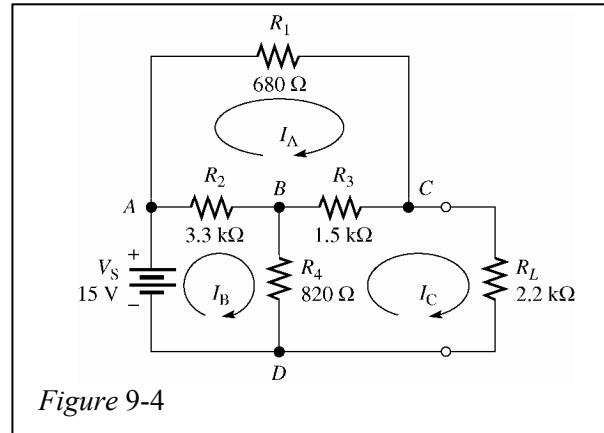 R1
680 Ω
IA
A
R2
B
R3
C
3.3 kΩ
1.5 kΩ
+
VS
15 V
–
IB
R4
820 Ω
IC
RL
2.2 kΩ
D
Figure 9-4